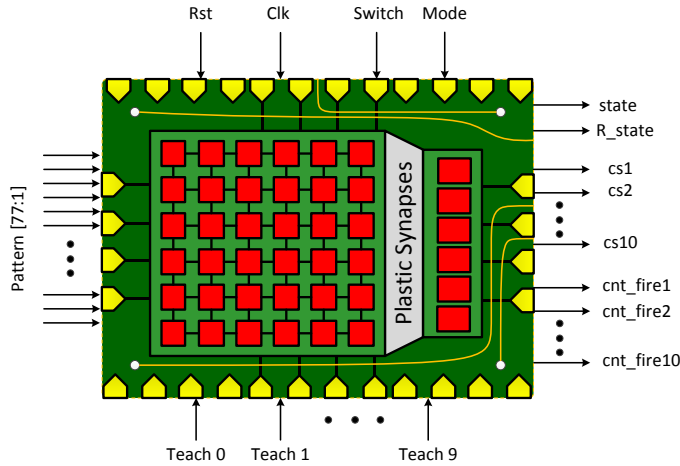 Rst Clk Switch Mode
state
R_state
cs1
cs2
cs10
cnt_fire1
cnt_fire2
cnt_fire10
Pattern [77:1]
Plastic Synapses
Teach 0 Teach 1 Teach 9